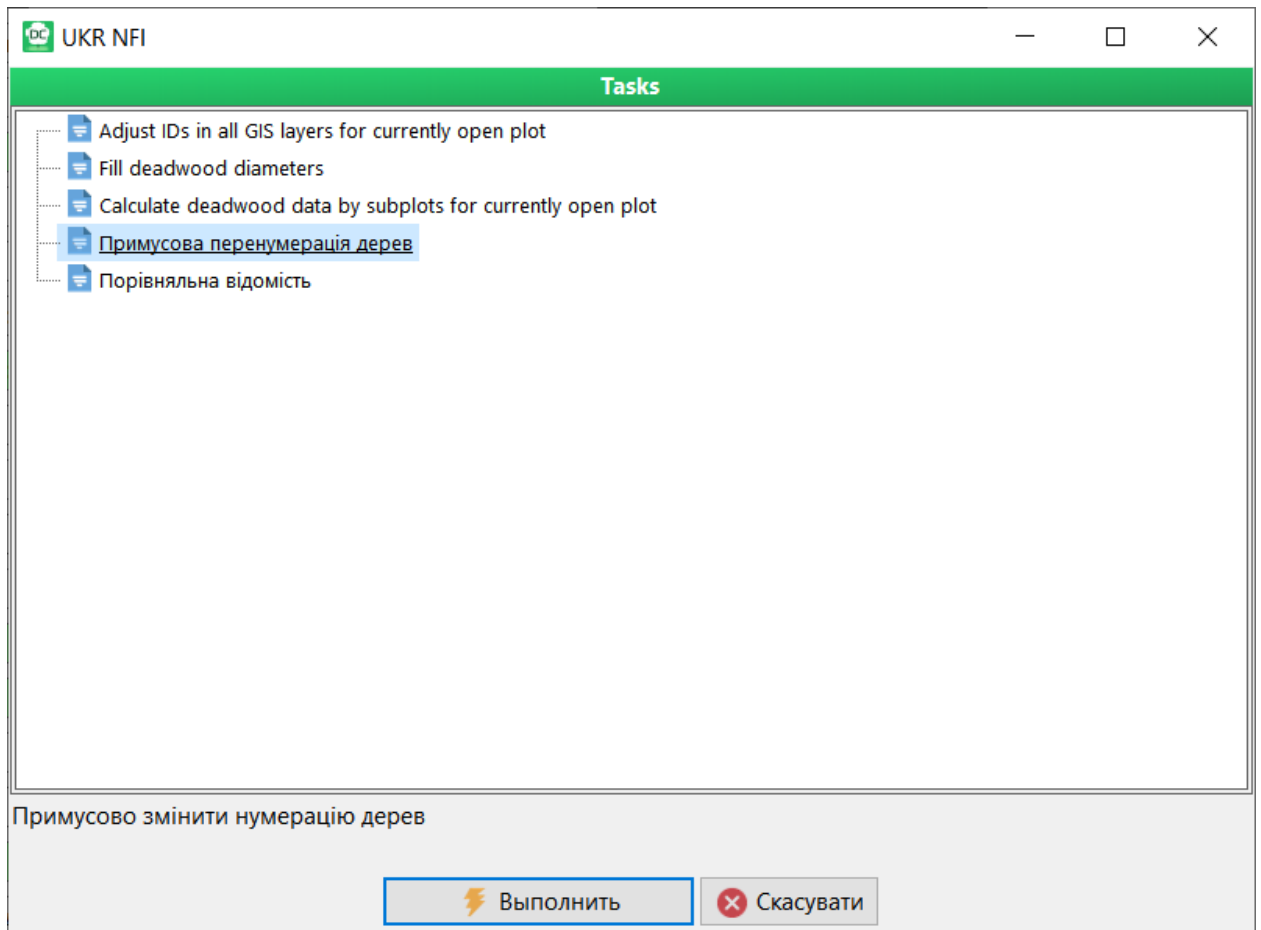 DC UKR NFI
Tasks
Adjust IDs in all GIS layers for currently open plot
Fill deadwood diameters
Calculate deadwood data by subplots for currently open plot
Примусова перенумерація дерев
Порівняльна відомість
Примусово змінити нумерацію дерев
Выполнить Скасувати